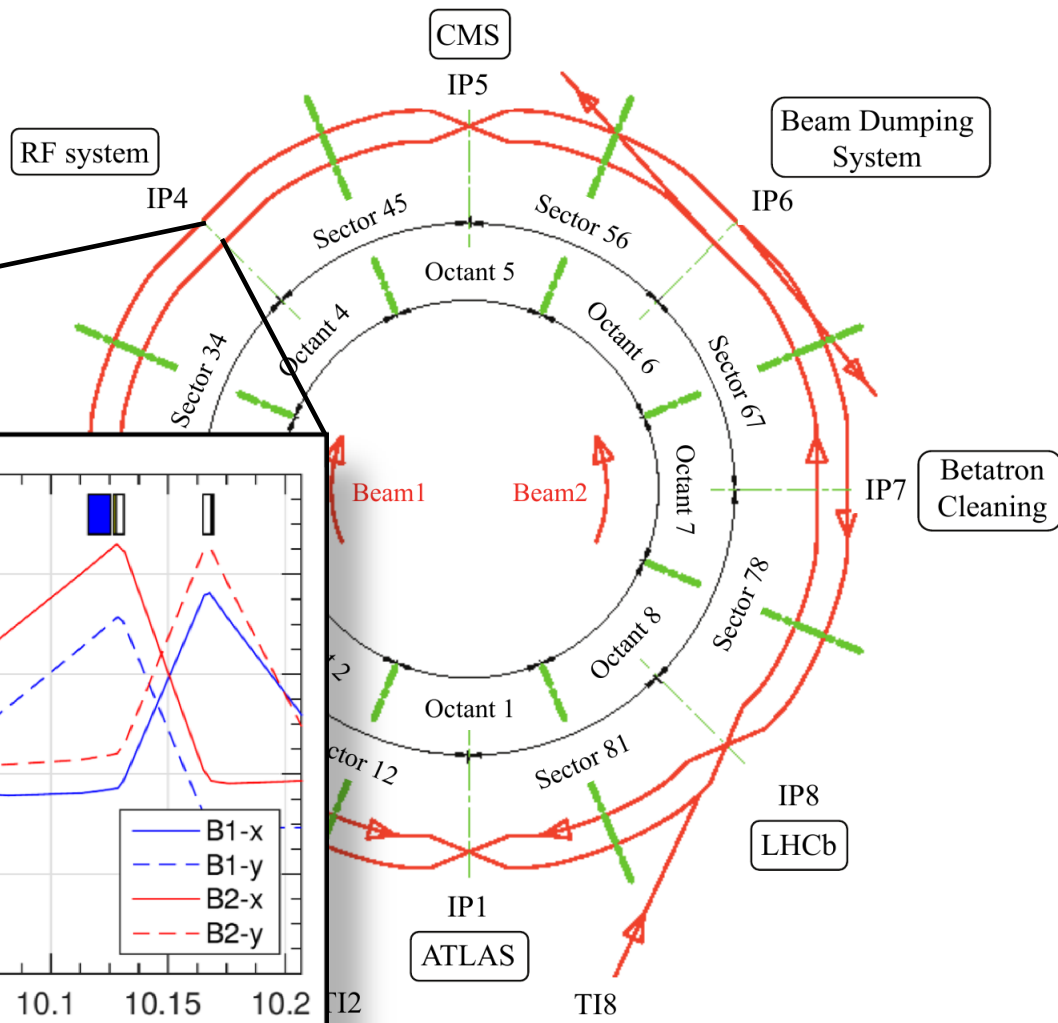 CMS
IP5
RF system
Beam Dumping
System
IP4
IP6
Sector 45
Sector 56
Octant 5
Octant 4
Octant 6
Sector 34
Sector 67
Octant 7
Beam1
Beam2
IP7
Betatron
Cleaning
Sector 78
Octant 8
2
Octant 1
ctor 12
Sector 81
IP8
LHCb
B1-x
B1-y
B2-x
B2-y
IP1
ATLAS
10.1
10.15
10.2
TI2
TI8